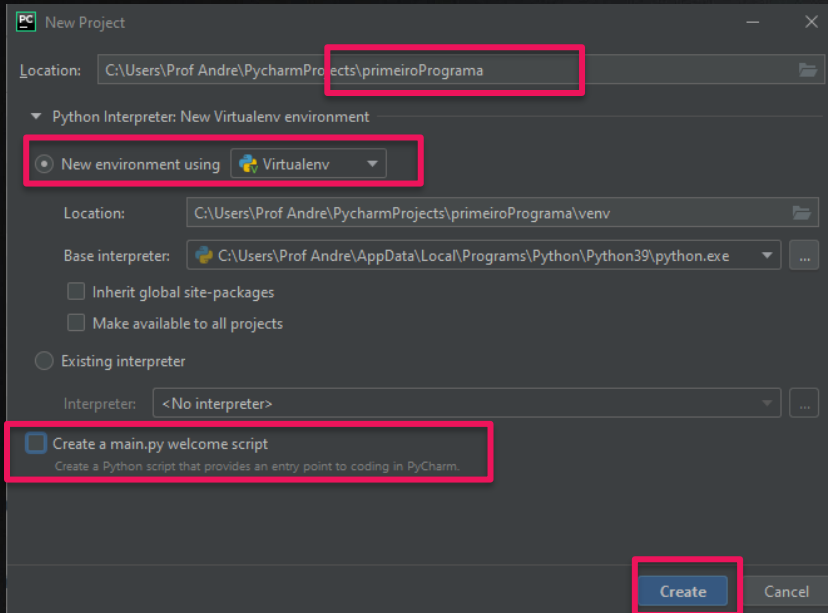 PC New Project
Location: C:\Users\Prof Andre\PycharmProjects\primeiroPrograma
Python Interpreter: New Virtualenv environment
New environment using Virtualenv
Location: C:\Users\Prof Andre\PycharmProjects\primeiroPrograma\venv
Base interpreter: C:\Users\Prof Andre\AppData\Local\Programs\Python\Python39\python.exe ...
Inherit global site-packages
Make available to all projects
Existing interpreter
Interpreter: <No interpreter> ...
Create a main.py welcome script
Create a Python script that provides an entry point to coding in PyCharm.
Create Cancel